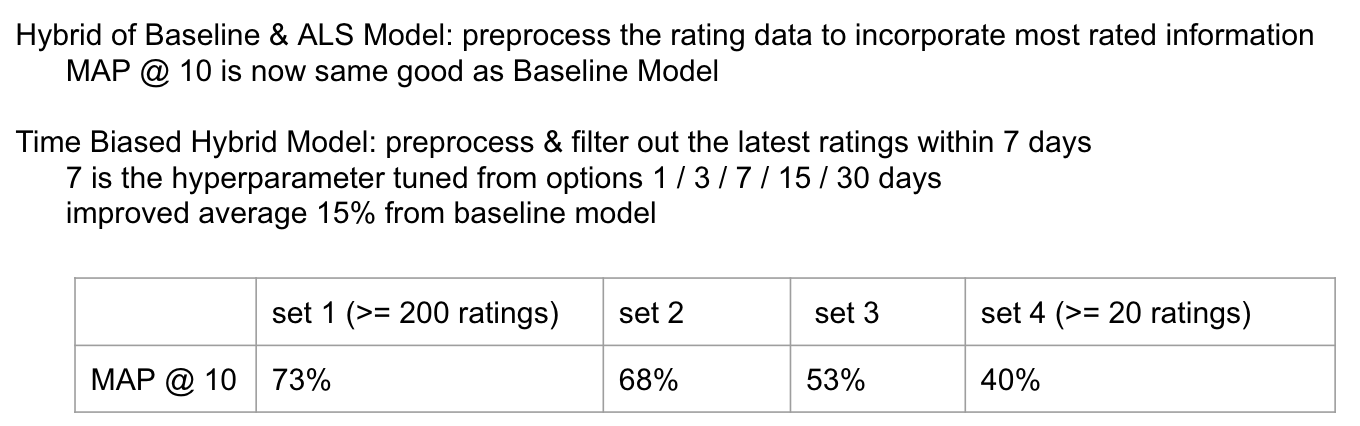 Hybrid of Baseline & ALS Model: preprocess the rating data to incorporate most rated information
MAP @ 10 is now same good as Baseline Model
Time Biased Hybrid Model: preprocess & filter out the latest ratings within 7 days
7 is the hyperparameter tuned from options 1 / 3 / 7 / 15 / 30 days
improved average 15% from baseline model
set 1 (>= 200 ratings) set 2 set 3 set 4 (>= 20 ratings)
MAP @ 10 73% 68% 53% 40%